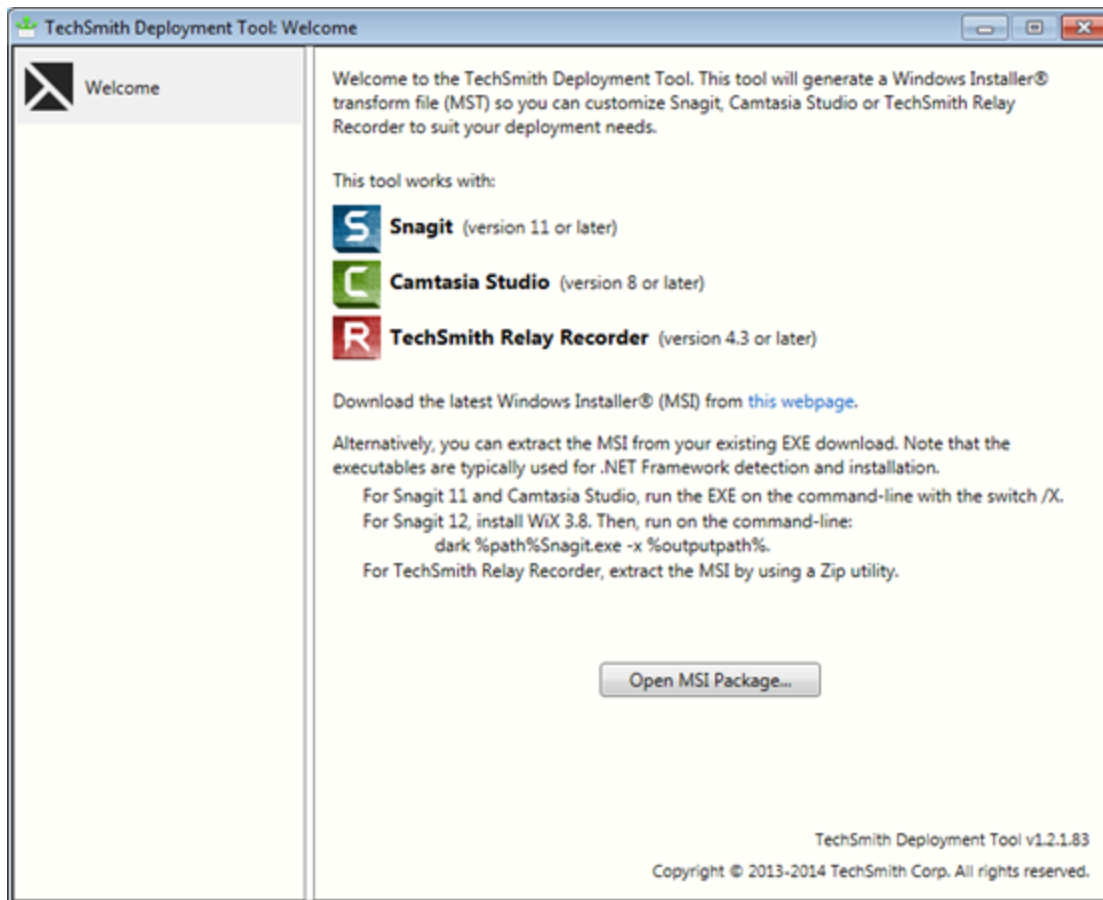 TechSmith Deployment Tool: Welcome
Welcome
Welcome to the TechSmith Deployment Tool. This tool will generate a Windows Installer®
transform file (MST) so you can customize Snagit, Camtasia Studio or TechSmith Relay
Recorder to suit your deployment needs.
This tool works with:
S Snagit (version 11 or later)
C Camtasia Studio (version 8 or later)
R TechSmith Relay Recorder (version 4.3 or later)
Download the latest Windows Installer® (MSI) from this webpage.
Alternatively, you can extract the MSI from your existing EXE download. Note that the
executables are typically used for .NET Framework detection and installation.
For Snagit 11 and Camtasia Studio, run the EXE on the command-line with the switch /X.
For Snagit 12, install WiX 3.8. Then, run on the command-line:
dark %path%Snagit.exe -x %outputpath%.
For TechSmith Relay Recorder, extract the MSI by using a Zip utility.
Open MSI Package...
TechSmith Deployment Tool v1.2.1.83
Copyright © 2013-2014 TechSmith Corp. All rights reserved.